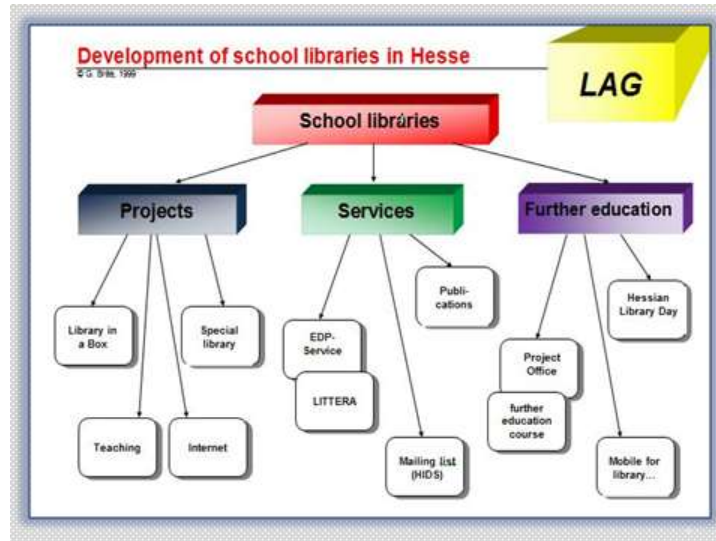 Development of school libraries in Hesse
© G. Brée, 1999
LAG
School libraries
Projects
Services
Further education
Library in
a Box
Special
library
Teaching
Internet
EDP-
Service
LITTERA
Publi-
cations
Mailing list
(HIDS)
Project
Office
further
education
course
Hessian
Library Day
Mobile for
library...